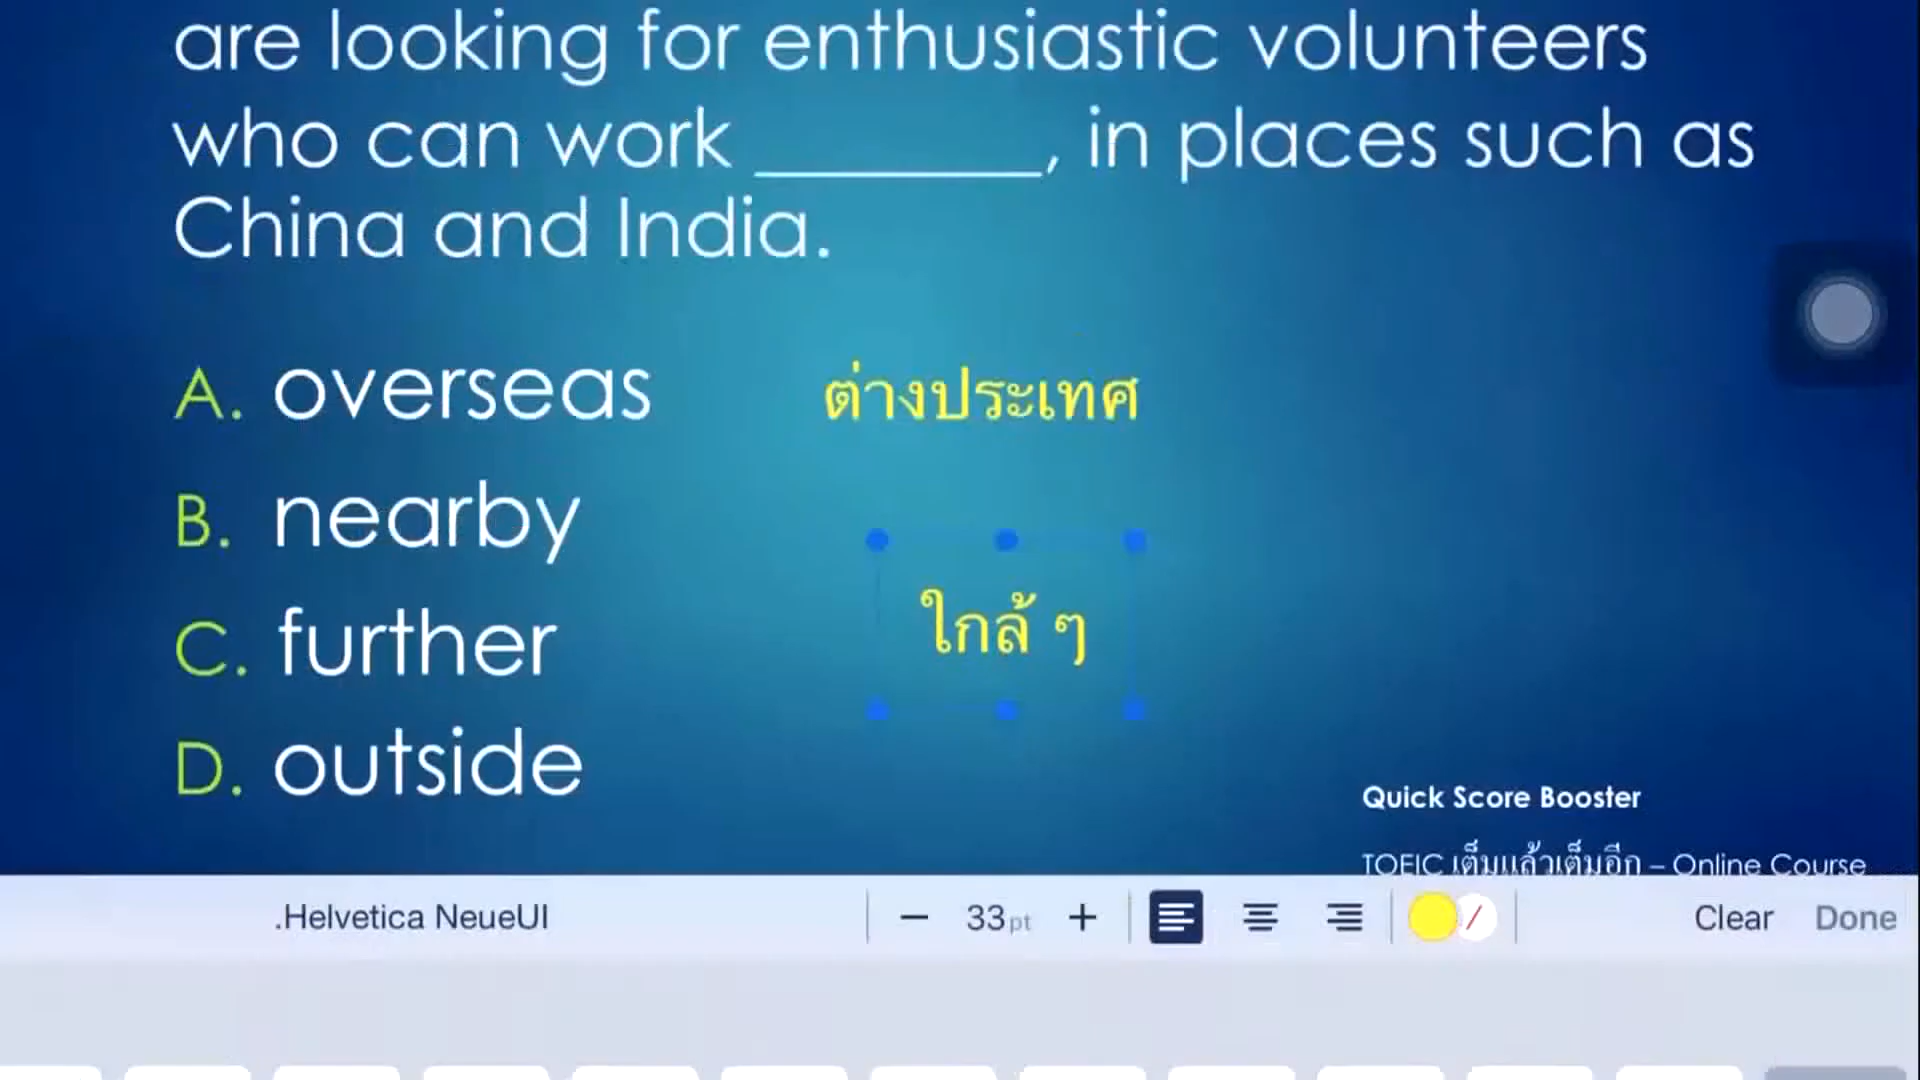 are looking for enthusiastic volunteers
who can work ________, in places such as
China and India.
A. overseas ต่างประเทศ
B. nearby
ใกล้ ๆ
C. further
D. outside
Quick Score Booster
TOEIC เต็มแล้วเต็มอีก – Online Course
.Helvetica NeueUI − 33pt + Clear Done